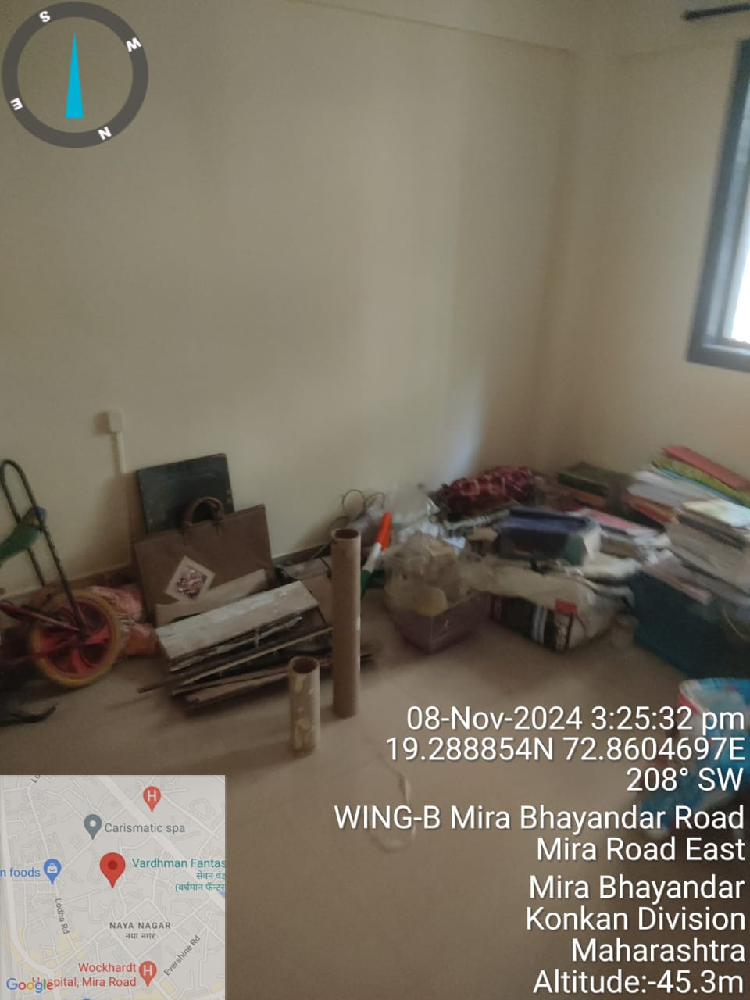 S
W
E
N
08-Nov-2024 3:25:32 pm
19.288854N 72.8604697E
208° SW
WING-B Mira Bhayandar Road
Mira Road East
Mira Bhayandar
Konkan Division
Maharashtra
Altitude:-45.3m
H
Carismatic spa
Vardhman Fantas
सेवन वंड
(वर्धमान फॅन्टस
n foods
Lodha Rd
NAYA NAGAR
नया नगर
Evershine Rd
Wockhardt
Hospital, Mira Road
H
Google